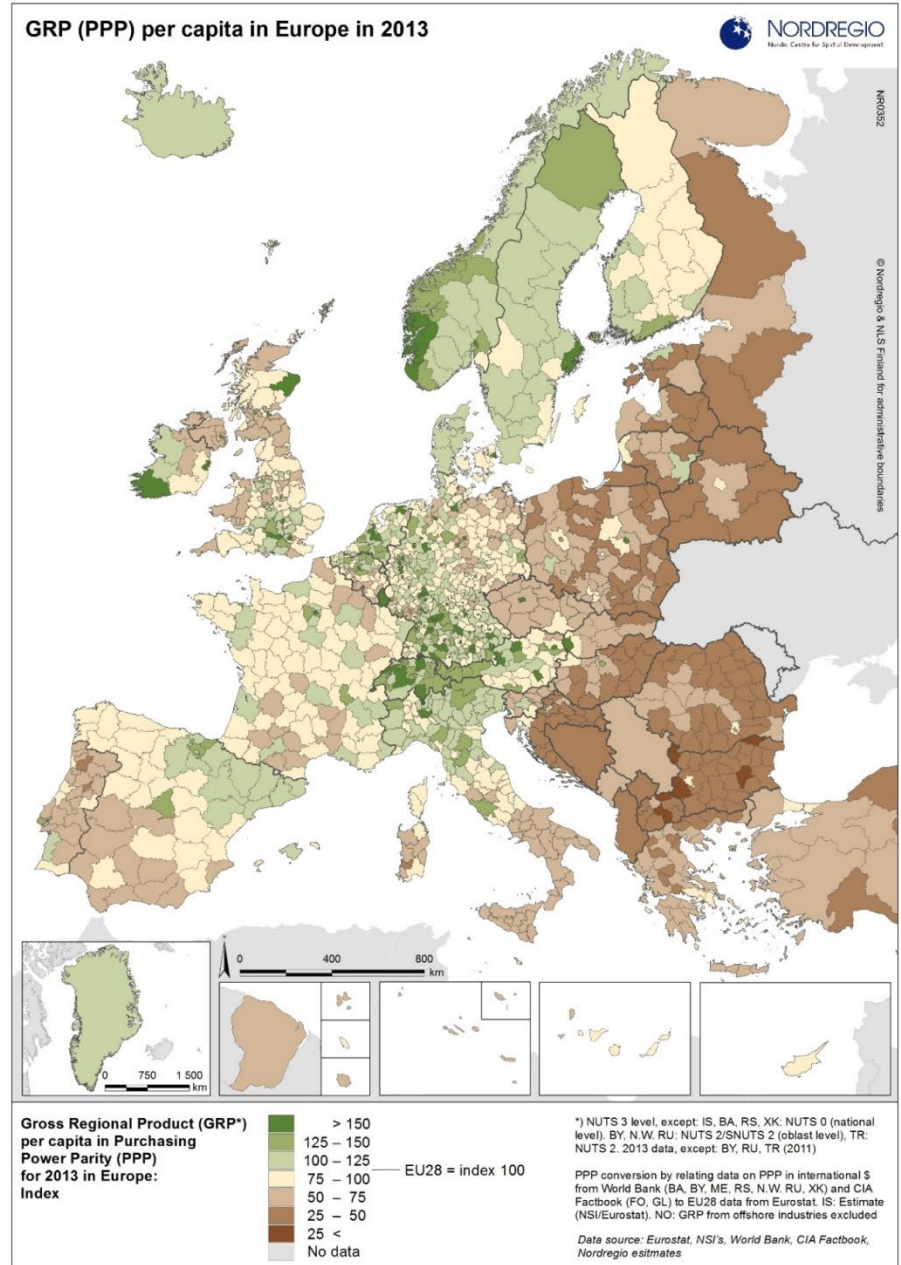 GRP (PPP) per capita in Europe in 2013
NORDREGIO
Nordic Centre for Spatial Development
NR0352
© Nordregio & NLS Finland for administrative boundaries
0 400 800
km
0 750 1 500
km
Gross Regional Product (GRP*)
per capita in Purchasing
Power Parity (PPP)
for 2013 in Europe:
Index
> 150
125 – 150
100 – 125
75 – 100
50 – 75
25 – 50
25 <
No data
EU28 = index 100
*) NUTS 3 level, except: IS, BA, RS, XK: NUTS 0 (national
level). BY, N.W. RU: NUTS 2/SNUTS 2 (oblast level), TR:
NUTS 2. 2013 data, except: BY, RU, TR (2011)
PPP conversion by relating data on PPP in international $
from World Bank (BA, BY, ME, RS, N.W. RU, XK) and CIA
Factbook (FO, GL) to EU28 data from Eurostat. IS: Estimate
(NSI/Eurostat). NO: GRP from offshore industries excluded
Data source: Eurostat, NSI's, World Bank, CIA Factbook,
Nordregio esitmates